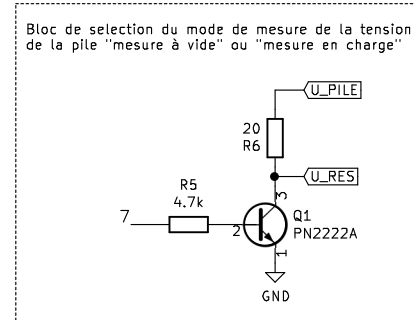 Bloc de selection du mode de mesure de la tension
de la pile "mesure à vide" ou "mesure en charge"
U_PILE
20
R6
U_RES
R5
4.7k
7
3
Q1
2
PN2222A
1
GND